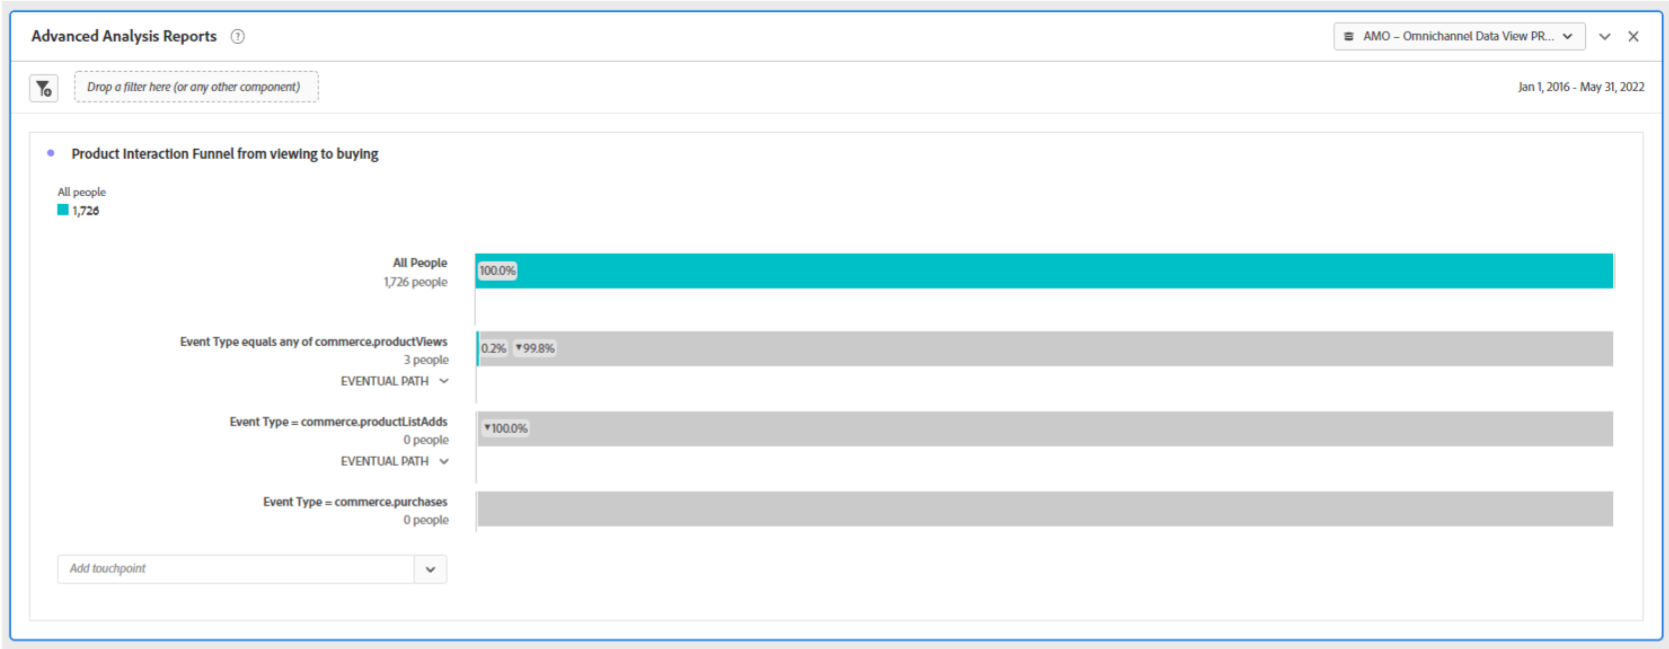 Advanced Analysis Reports ?
AMO – Omnichannel Data View PR...
Drop a filter here (or any other component)
Jan 1, 2016 - May 31, 2022
Product Interaction Funnel from viewing to buying
All people
1,726
All People
1,726 people
100.0%
Event Type equals any of commerce.productViews
3 people
EVENTUAL PATH
0.2% ▼99.8%
Event Type = commerce.productListAdds
0 people
EVENTUAL PATH
▼100.0%
Event Type = commerce.purchases
0 people
Add touchpoint